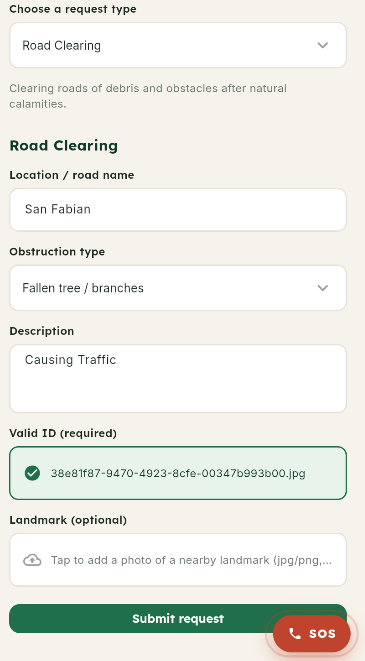 Choose a request type
Road Clearing
Clearing roads of debris and obstacles after natural
calamities.
Road Clearing
Location / road name
San Fabian
Obstruction type
Fallen tree / branches
Description
Causing Traffic
Valid ID (required)
38e81f87-9470-4923-8cfe-00347b993b00.jpg
Landmark (optional)
Tap to add a photo of a nearby landmark (jpg/png,...
Submit request
SOS